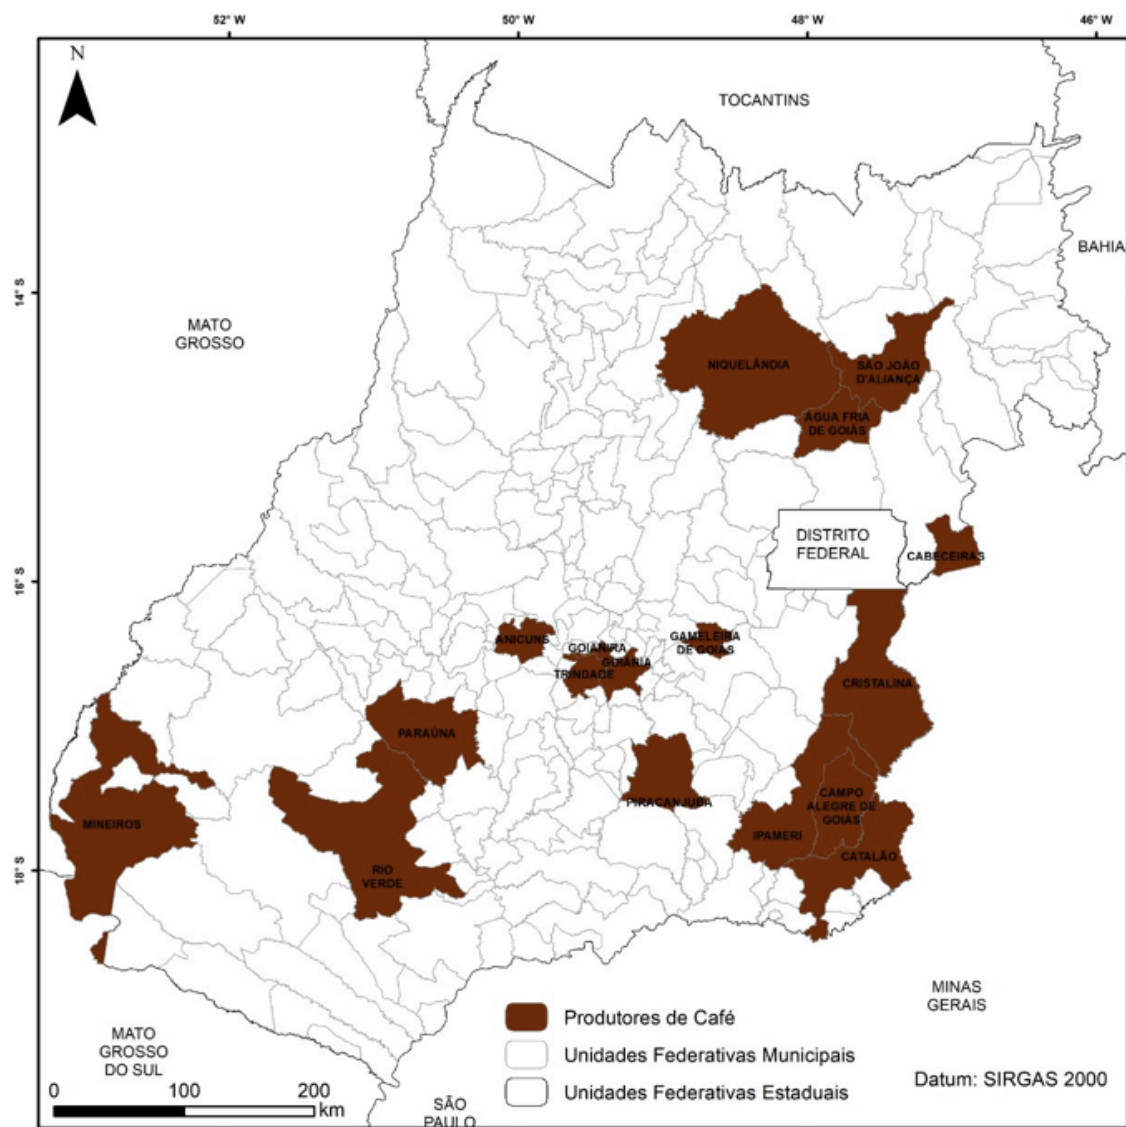 52° W
50° W
48° W
46° W
N
TOCANTINS
BAHIA
14° S
MATO
GROSSO
NIQUELÂNDIA
SÃO JOÃO
D'ALIANÇA
ÁGUA FRIA
DE GOIÁS
DISTRITO
FEDERAL
CABECEIRAS
16° S
ANICUNS
GOIANIRA
GOIÂNIA
TRINDADE
GAMELEIRA
DE GOIÁS
CRISTALINA
PARAÚNA
PIRACANJUBA
CAMPO
ALEGRE DE
GOIÁS
IPAMERI
CATALÃO
MINEIROS
RIO
VERDE
18° S
MINAS
GERAIS
Produtores de Café
Unidades Federativas Municipais
Unidades Federativas Estaduais
Datum: SIRGAS 2000
MATO
GROSSO
DO SUL
0 100 200
km
SÃO
PAULO